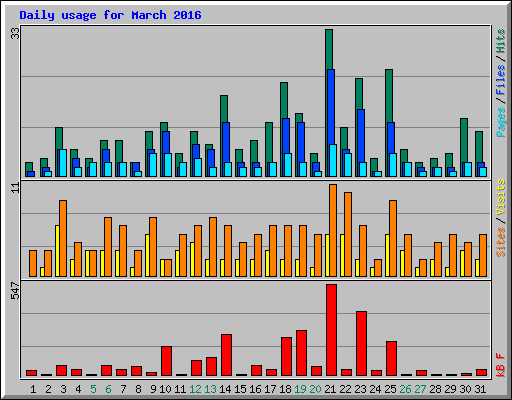 Daily usage for March 2016
33
Pages / Files / Hits
11
Sites / Visits
547
kB F
1 2 3 4 5 6 7 8 9 10 11 12 13 14 15 16 17 18 19 20 21 22 23 24 25 26 27 28 29 30 31